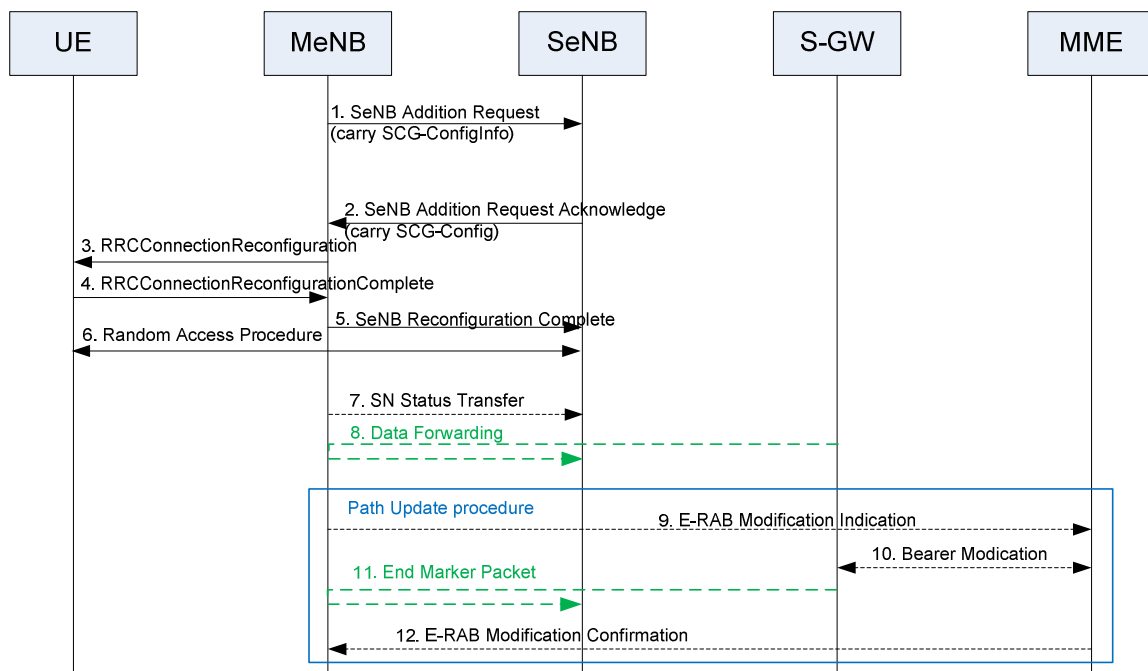 UE
MeNB
SeNB
S-GW
MME
1. SeNB Addition Request
(carry SCG-ConfigInfo)
2. SeNB Addition Request Acknowledge
(carry SCG-Config)
3. RRCConnectionReconfiguration
4. RRCConnectionReconfigurationComplete
5. SeNB Reconfiguration Complete
6. Random Access Procedure
7. SN Status Transfer
8. Data Forwarding
Path Update procedure
9. E-RAB Modification Indication
10. Bearer Modication
11. End Marker Packet
12. E-RAB Modification Confirmation